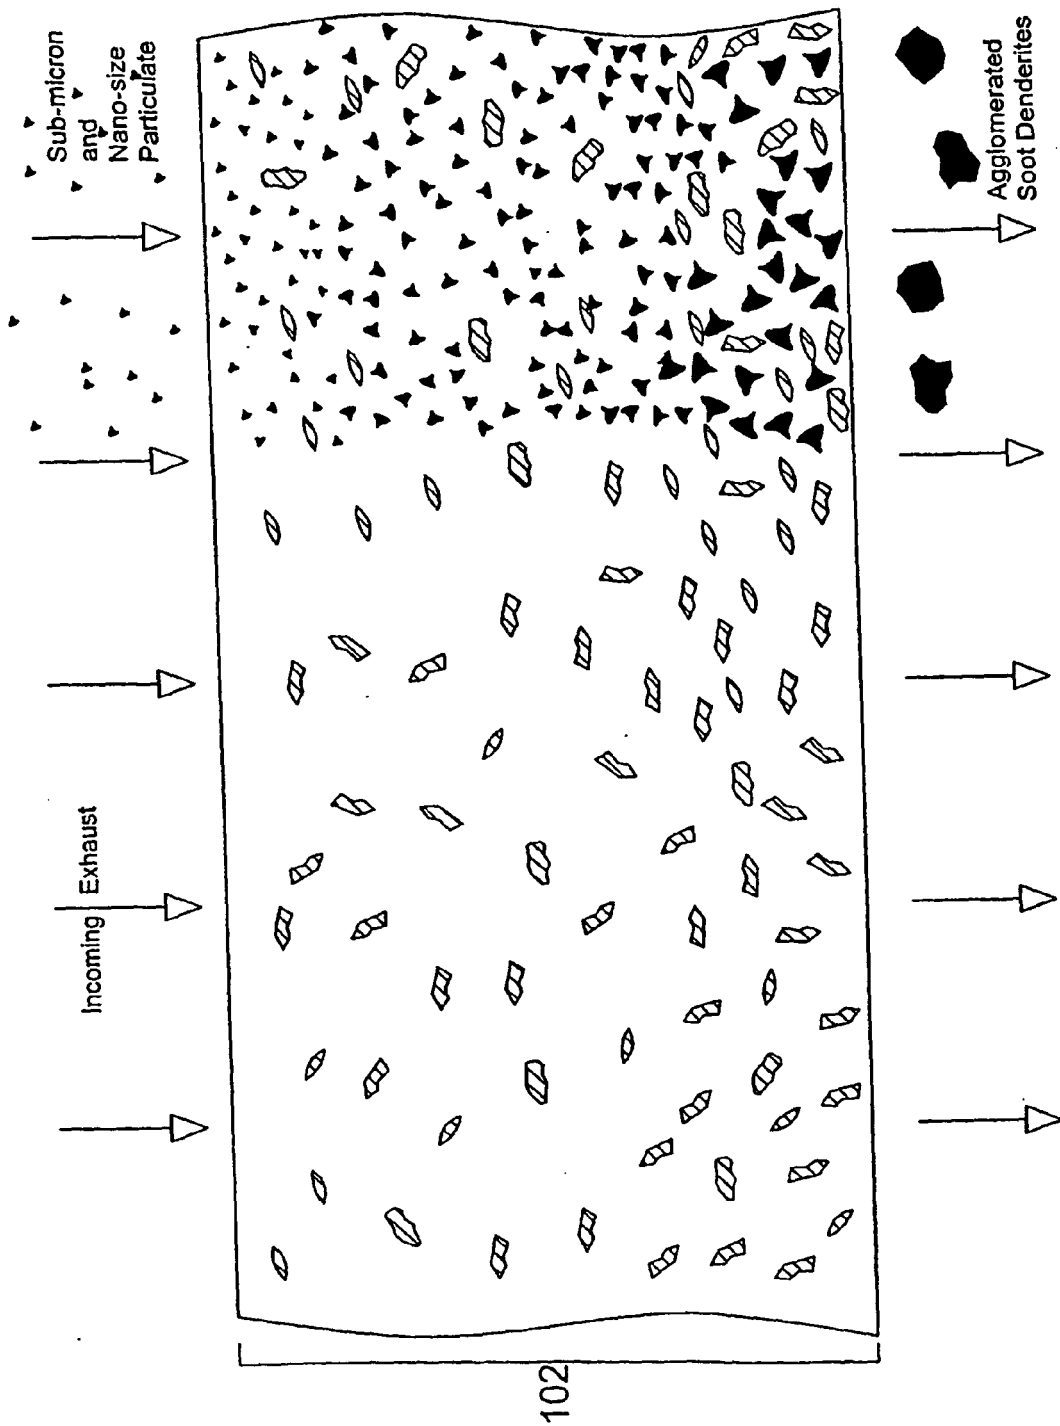 Sub-micron
and
Nano-size
Particulate
Incoming Exhaust
Agglomerated
Soot Denderites
102